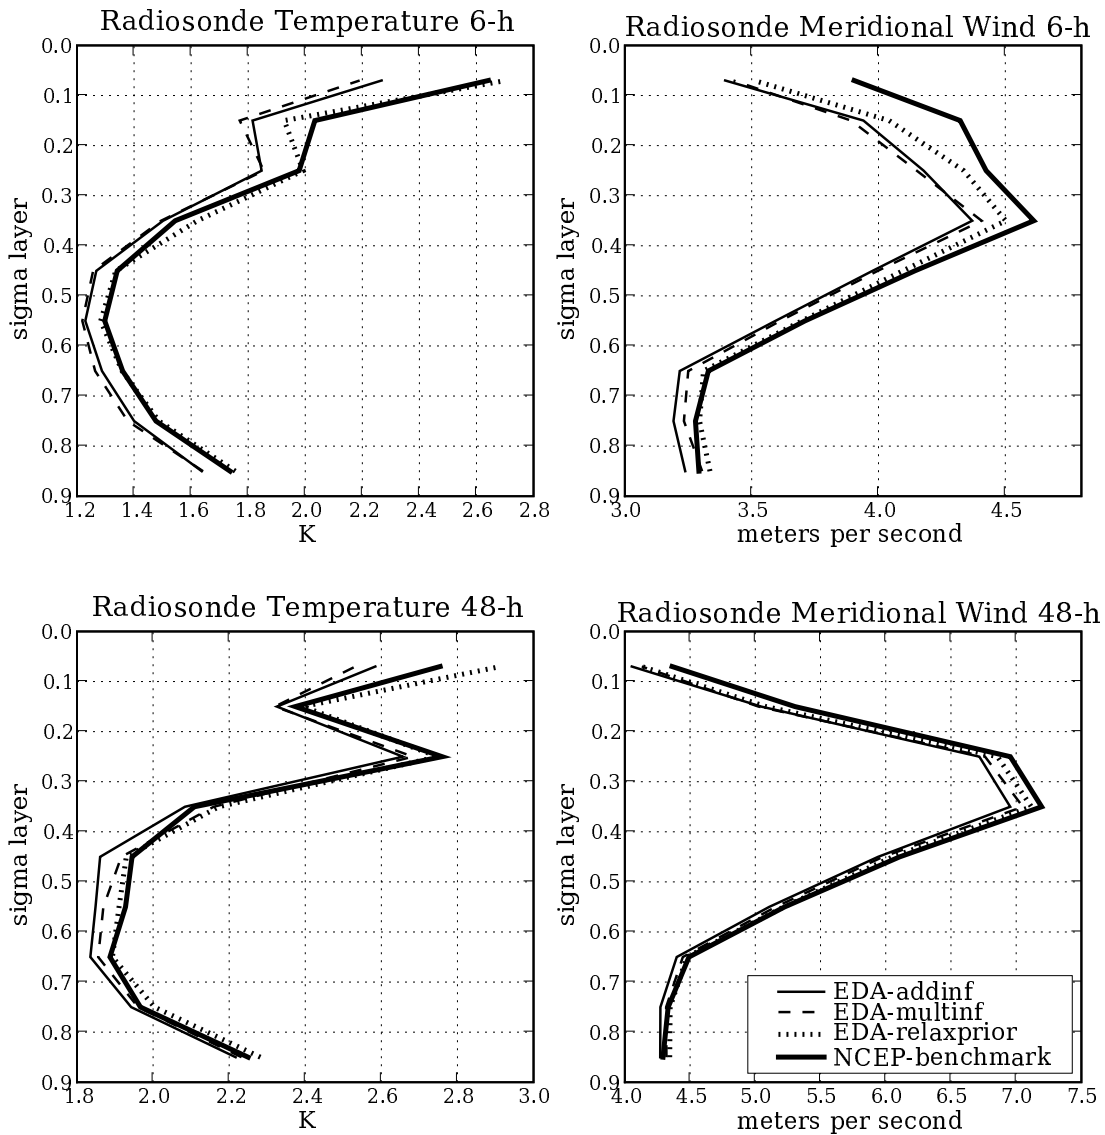 Radiosonde Temperature 6-h
0.0
0.1
0.2
0.3
0.4
0.5
0.6
0.7
0.8
0.9
sigma layer
1.2 1.4 1.6 1.8 2.0 2.2 2.4 2.6 2.8
K
Radiosonde Meridional Wind 6-h
0.0
0.1
0.2
0.3
0.4
0.5
0.6
0.7
0.8
0.9
sigma layer
3.0 3.5 4.0 4.5
meters per second
Radiosonde Temperature 48-h
0.0
0.1
0.2
0.3
0.4
0.5
0.6
0.7
0.8
0.9
sigma layer
1.8 2.0 2.2 2.4 2.6 2.8 3.0
K
Radiosonde Meridional Wind 48-h
0.0
0.1
0.2
0.3
0.4
0.5
0.6
0.7
0.8
0.9
sigma layer
EDA-addinf
EDA-multinf
EDA-relaxprior
NCEP-benchmark
4.0 4.5 5.0 5.5 6.0 6.5 7.0 7.5
meters per second